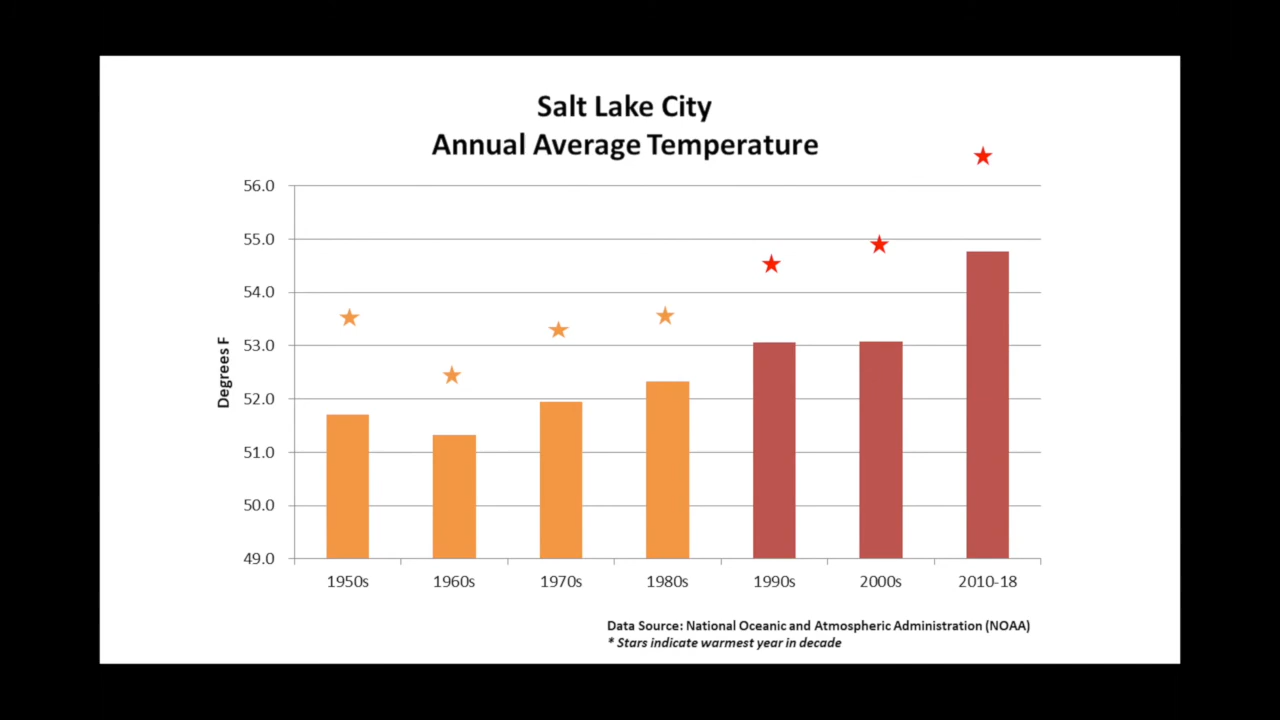 Salt Lake City
Annual Average Temperature
56.0
55.0
54.0
53.0
52.0
51.0
50.0
49.0
Degrees F
1950s 1960s 1970s 1980s 1990s 2000s 2010-18
Data Source: National Oceanic and Atmospheric Administration (NOAA)
* Stars indicate warmest year in decade